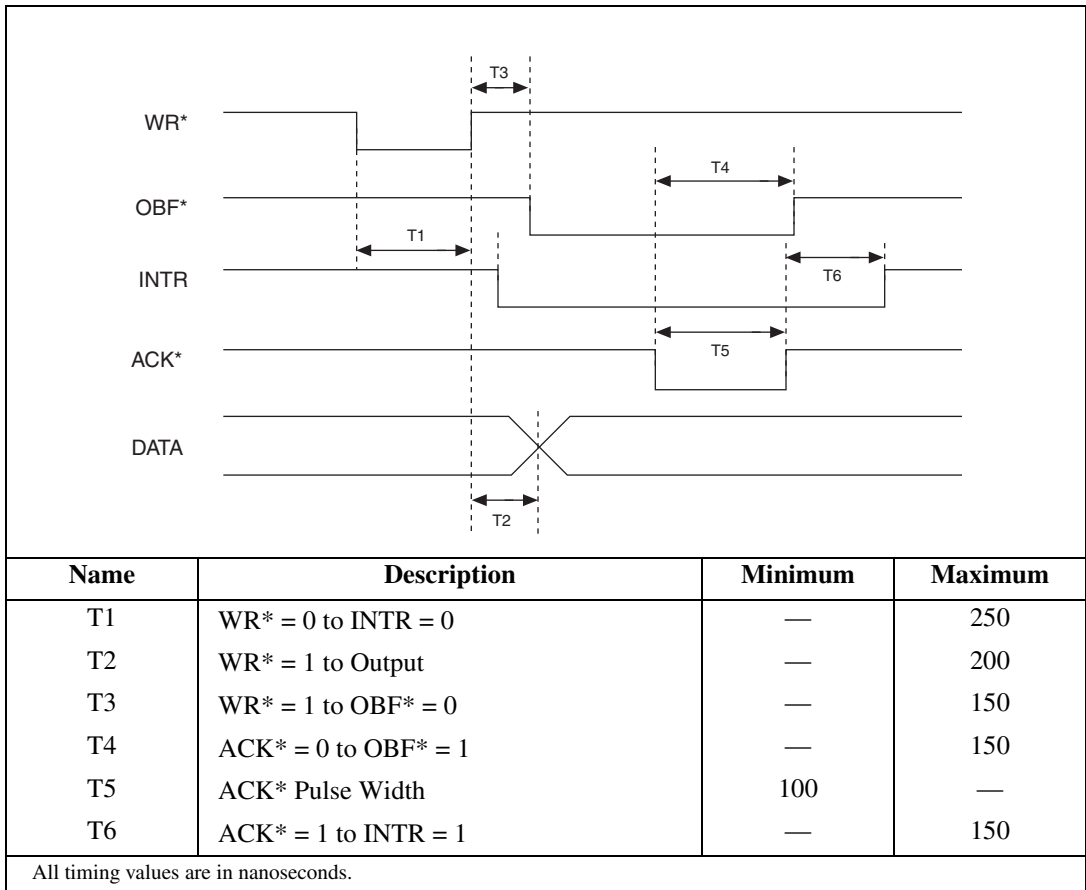 T3
WR*
T4
OBF*
T1
INTR
T6
T5
ACK*
DATA
T2
Name Description Minimum Maximum
T1 WR* = 0 to INTR = 0 — 250
T2 WR* = 1 to Output — 200
T3 WR* = 1 to OBF* = 0 — 150
T4 ACK* = 0 to OBF* = 1 — 150
T5 ACK* Pulse Width 100 —
T6 ACK* = 1 to INTR = 1 — 150
All timing values are in nanoseconds.